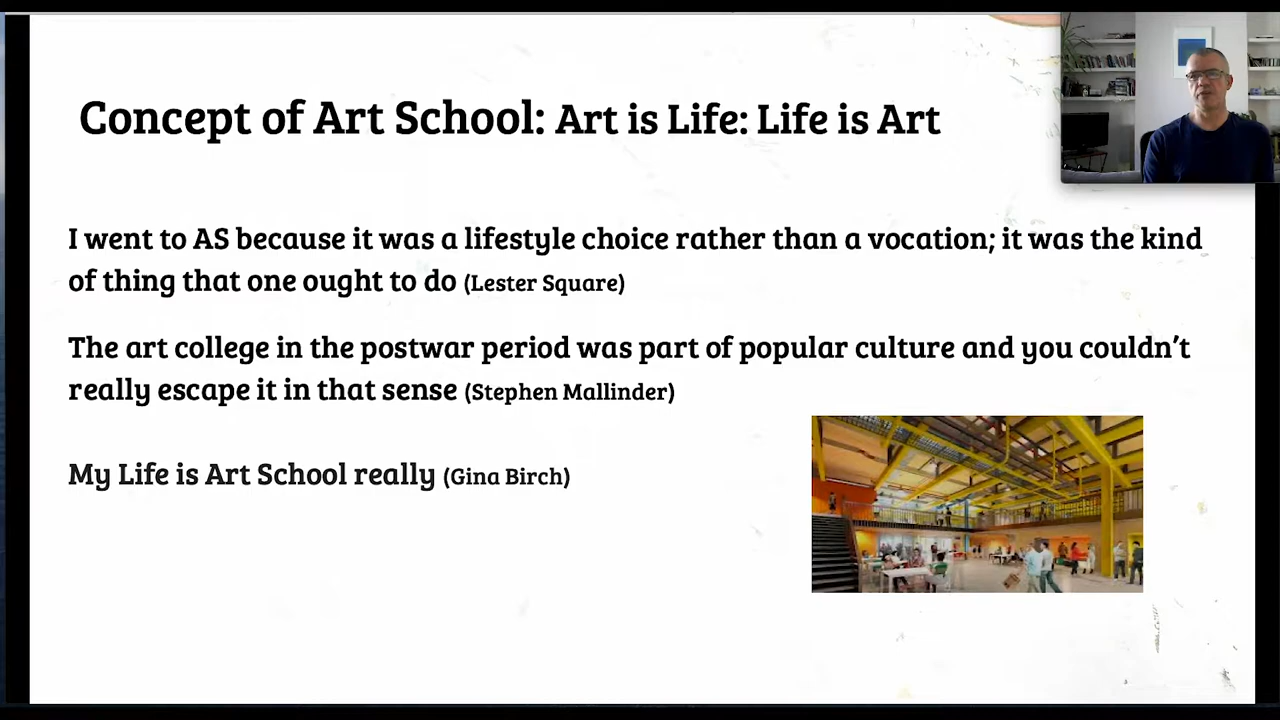 Concept of Art School: Art is Life: Life is Art
I went to AS because it was a lifestyle choice rather than a vocation; it was the kind
of thing that one ought to do (Lester Square)
The art college in the postwar period was part of popular culture and you couldn’t
really escape it in that sense (Stephen Mallinder)
My Life is Art School really (Gina Birch)